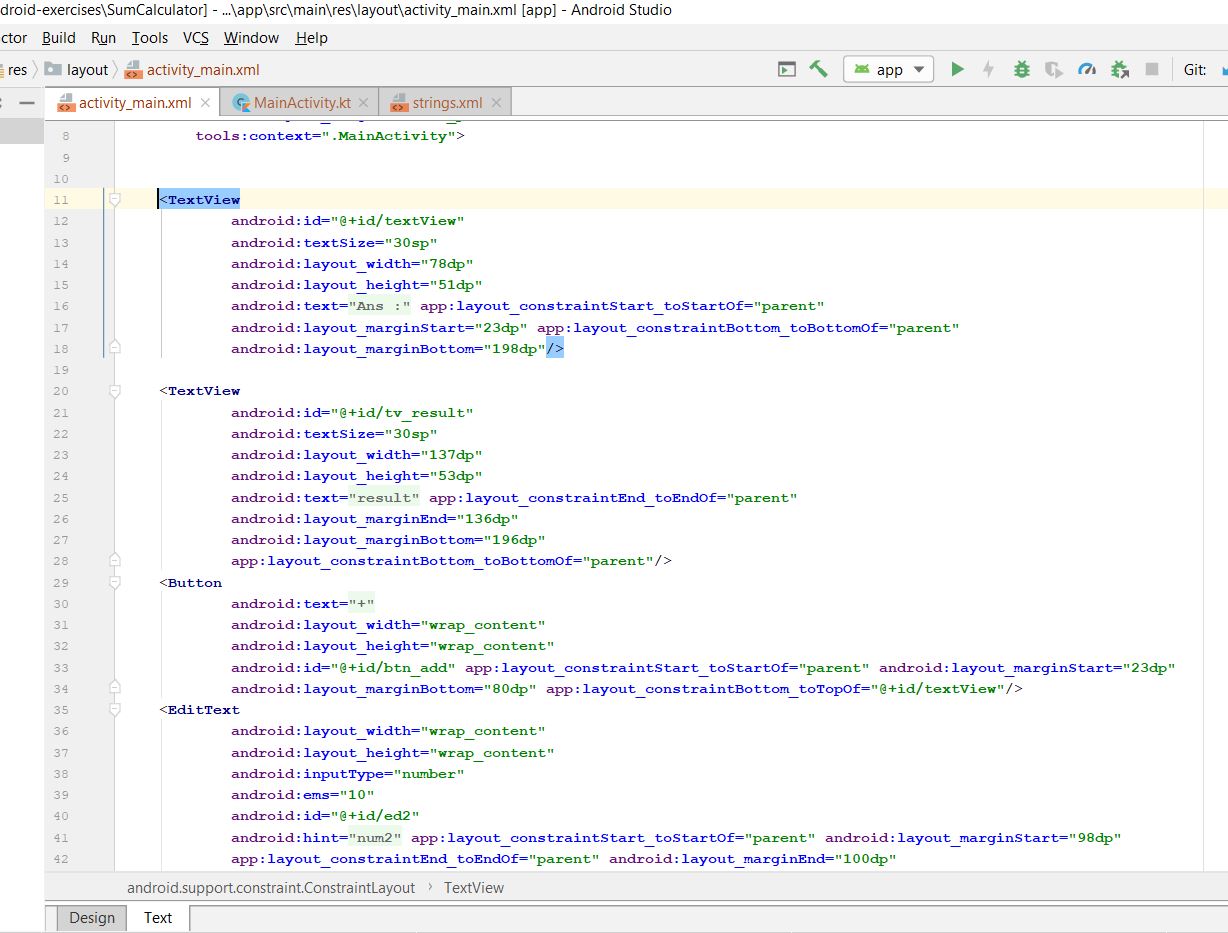 droid-exercises\SumCalculator] - ...\app\src\main\res\layout\activity_main.xml [app] - Android Studio
ctor Build Run Tools VCS Window Help
res layout activity_main.xml app Git:
activity_main.xml MainActivity.kt strings.xml
8 tools:context=".MainActivity">
9
10
11 <TextView
12 android:id="@+id/textView"
13 android:textSize="30sp"
14 android:layout_width="78dp"
15 android:layout_height="51dp"
16 android:text="Ans :" app:layout_constraintStart_toStartOf="parent"
17 android:layout_marginStart="23dp" app:layout_constraintBottom_toBottomOf="parent"
18 android:layout_marginBottom="198dp"/>
19
20 <TextView
21 android:id="@+id/tv_result"
22 android:textSize="30sp"
23 android:layout_width="137dp"
24 android:layout_height="53dp"
25 android:text="result" app:layout_constraintEnd_toEndOf="parent"
26 android:layout_marginEnd="136dp"
27 android:layout_marginBottom="196dp"
28 app:layout_constraintBottom_toBottomOf="parent"/>
29 <Button
30 android:text="+"
31 android:layout_width="wrap_content"
32 android:layout_height="wrap_content"
33 android:id="@+id/btn_add" app:layout_constraintStart_toStartOf="parent" android:layout_marginStart="23dp"
34 android:layout_marginBottom="80dp" app:layout_constraintBottom_toTopOf="@+id/textView"/>
35 <EditText
36 android:layout_width="wrap_content"
37 android:layout_height="wrap_content"
38 android:inputType="number"
39 android:ems="10"
40 android:id="@+id/ed2"
41 android:hint="num2" app:layout_constraintStart_toStartOf="parent" android:layout_marginStart="98dp"
42 app:layout_constraintEnd_toEndOf="parent" android:layout_marginEnd="100dp"
android.support.constraint.ConstraintLayout › TextView
Design Text